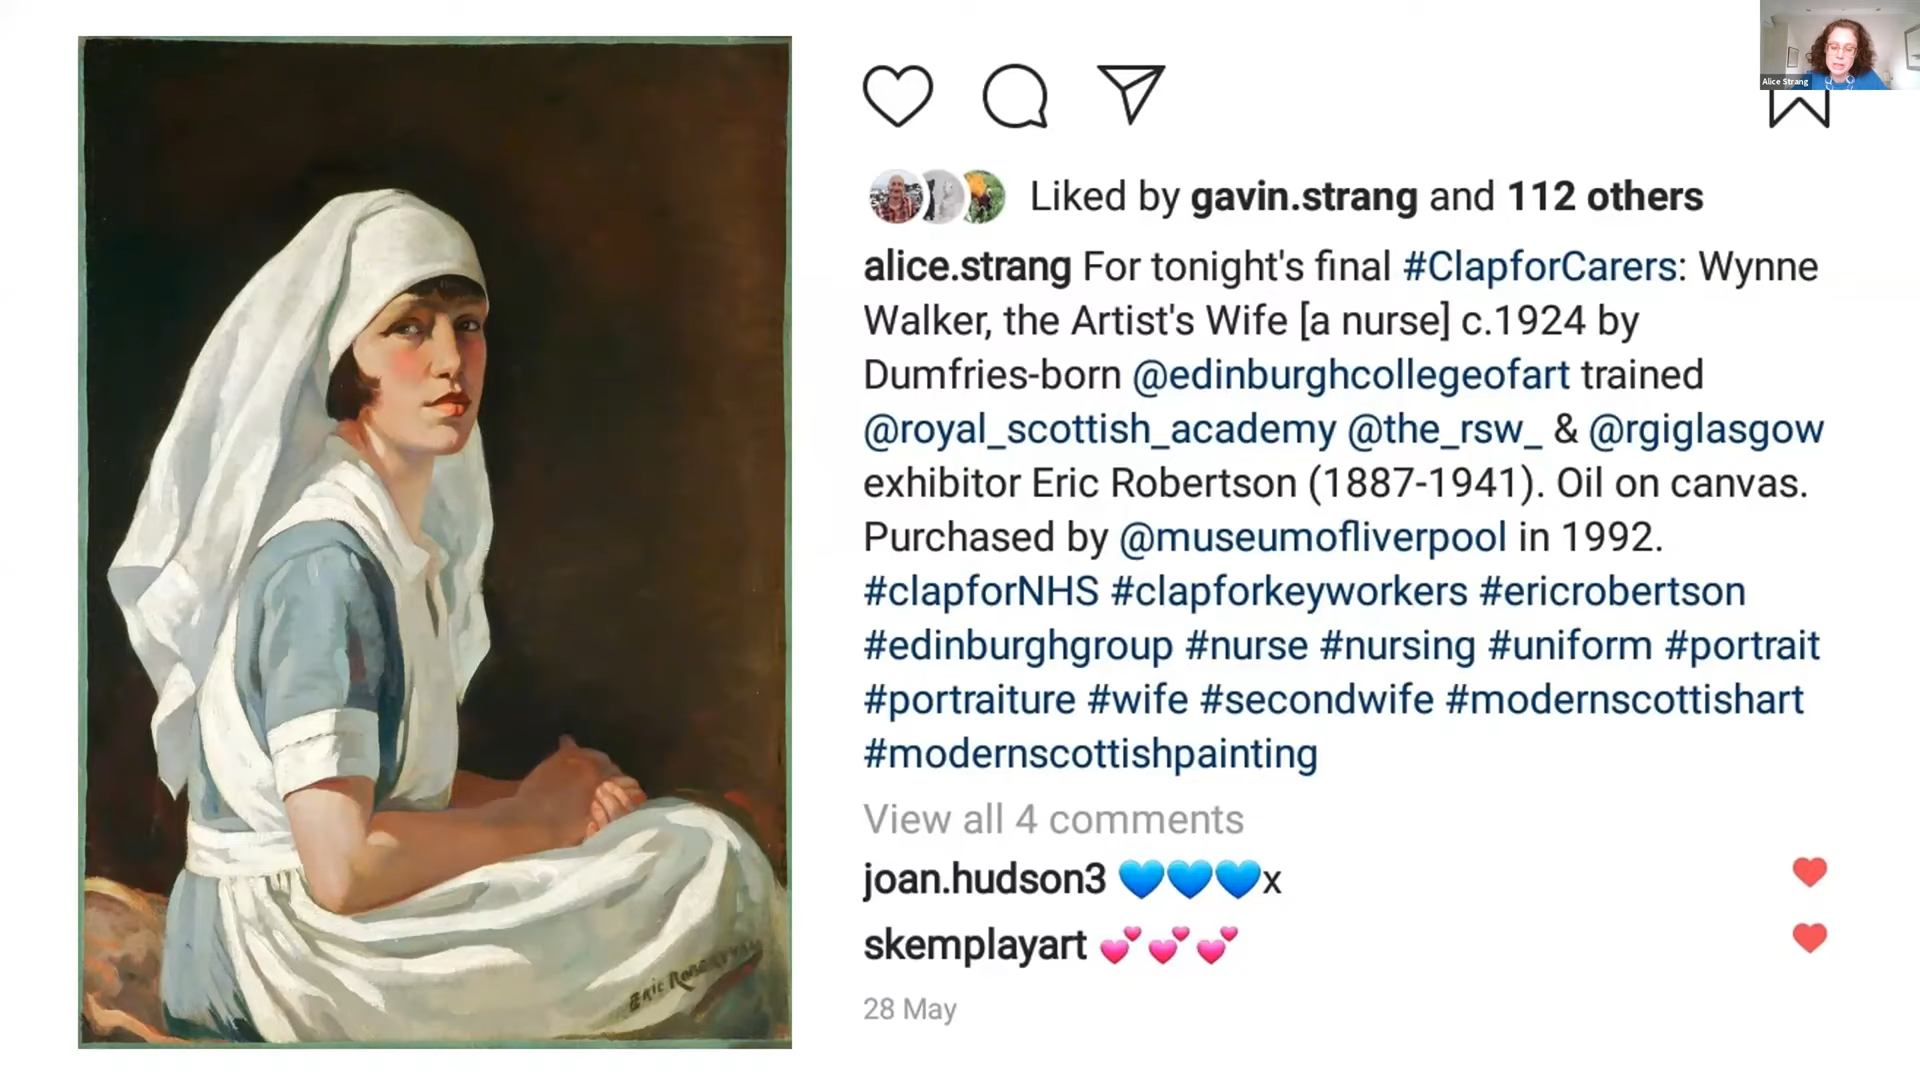 Alice Strang
Liked by gavin.strang and 112 others
alice.strang For tonight's final #ClapforCarers: Wynne
Walker, the Artist's Wife [a nurse] c.1924 by
Dumfries-born @edinburghcollegeofart trained
@royal_scottish_academy @the_rsw_ & @rgiglasgow
exhibitor Eric Robertson (1887-1941). Oil on canvas.
Purchased by @museumofliverpool in 1992.
#clapforNHS #clapforkeyworkers #ericrobertson
#edinburghgroup #nurse #nursing #uniform #portrait
#portraiture #wife #secondwife #modernscottishart
#modernscottishpainting
View all 4 comments
joan.hudson3 💙💙💙x
skemplayart 💕💕💕
28 May
ERIC ROBERTSON